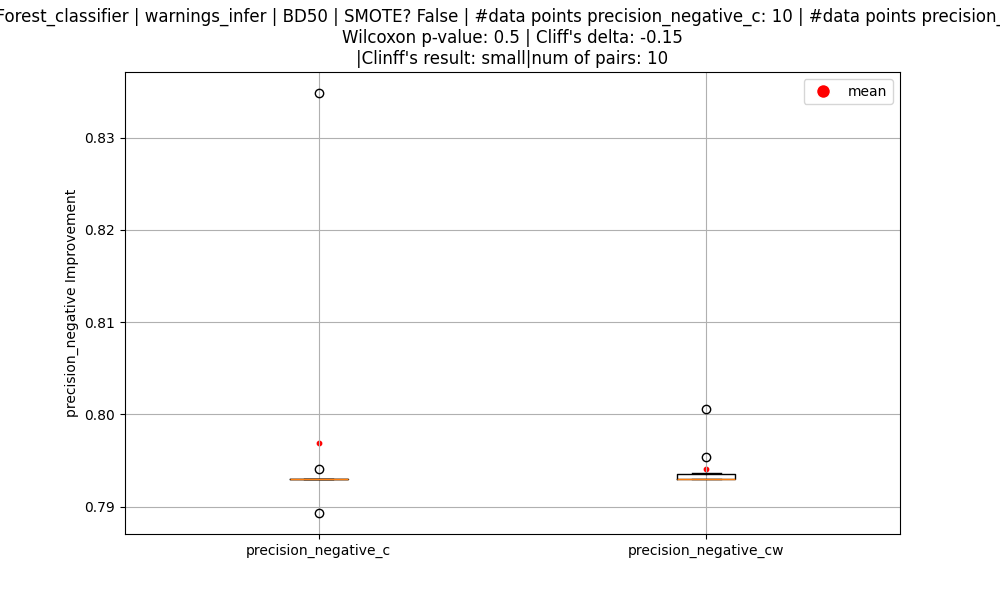 Forest_classifier | warnings_infer | BD50 | SMOTE? False | #data points precision_negative_c: 10 | #data points precision_
Wilcoxon p-value: 0.5 | Cliff's delta: -0.15
|Clinff's result: small|num of pairs: 10
mean
0.83
0.82
0.81
0.80
0.79
precision_negative Improvement
precision_negative_c
precision_negative_cw